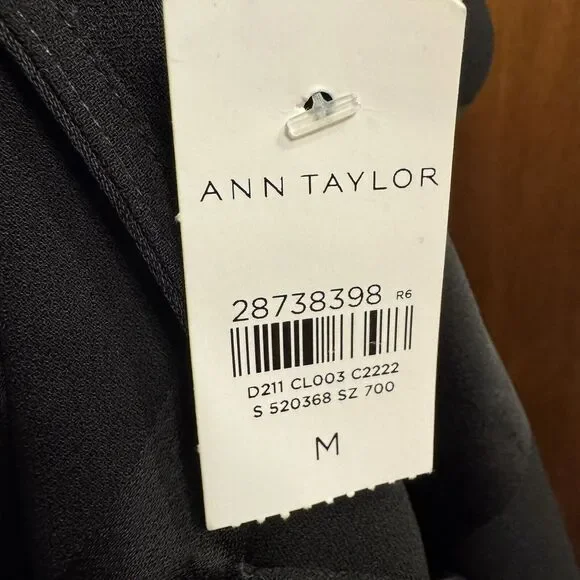 ANN TAYLOR
28738398 R6
D211 CL003 C2222
S 520368 SZ 700
M